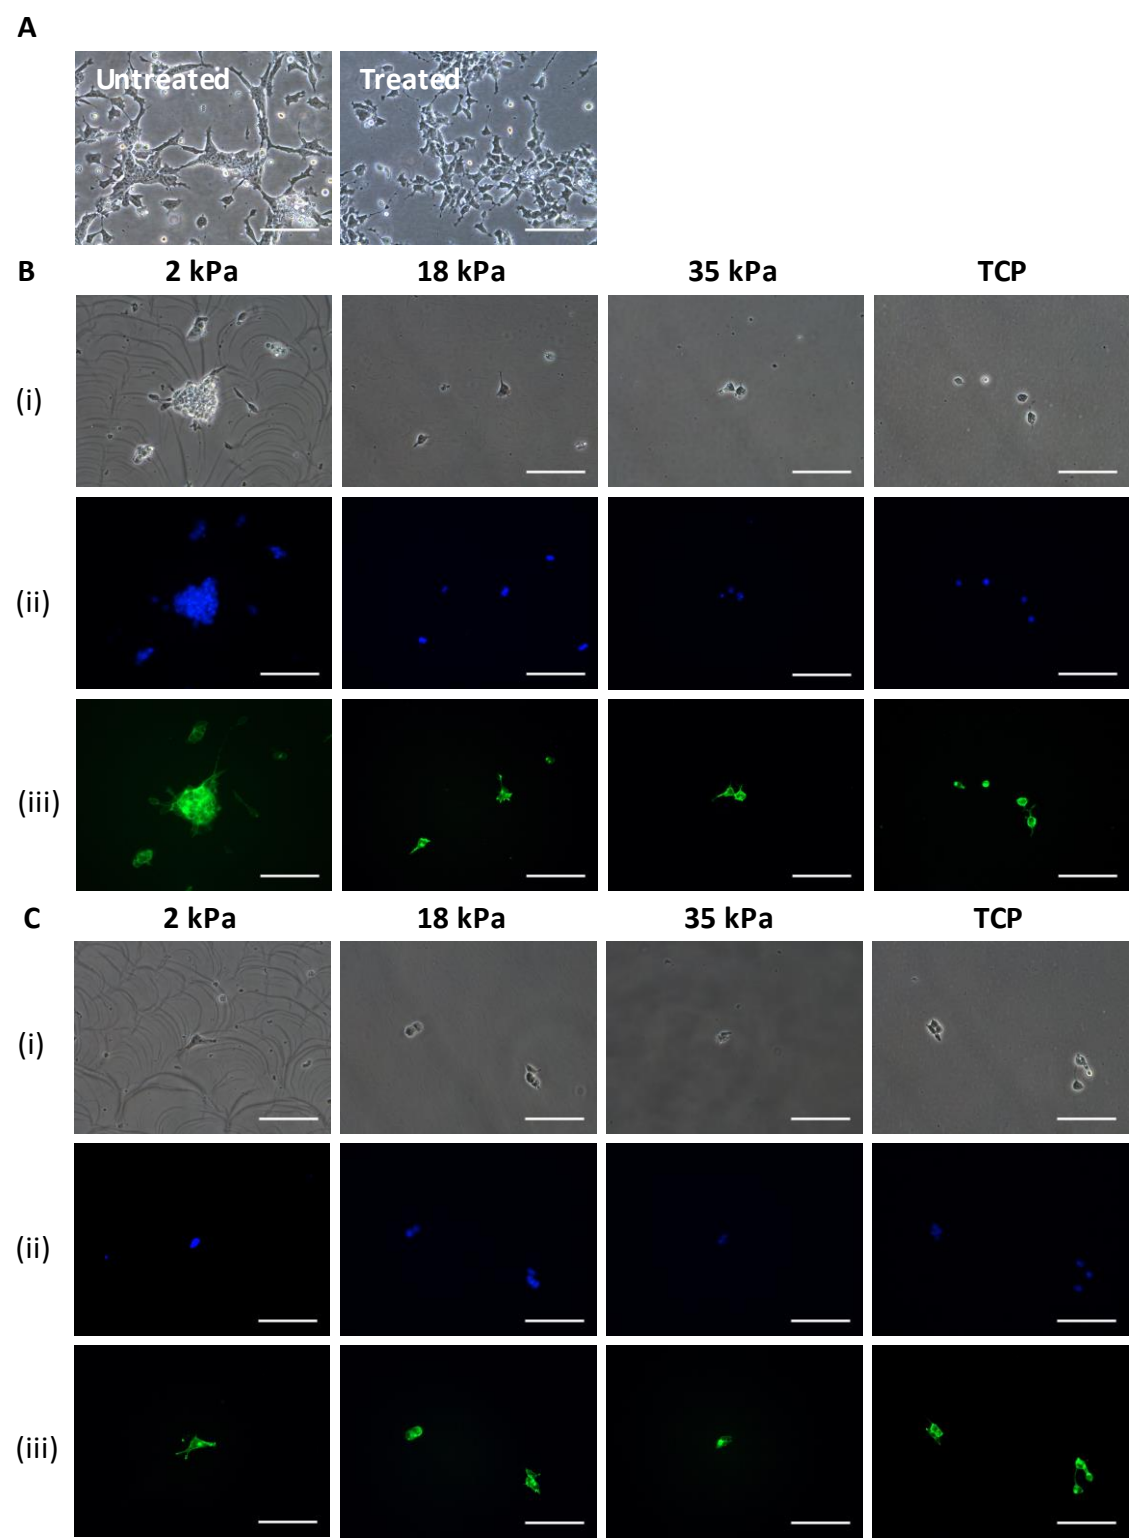 A
Untreated Treated
B 2 kPa 18 kPa 35 kPa TCP
(i)
(ii)
(iii)
C 2 kPa 18 kPa 35 kPa TCP
(i)
(ii)
(iii)